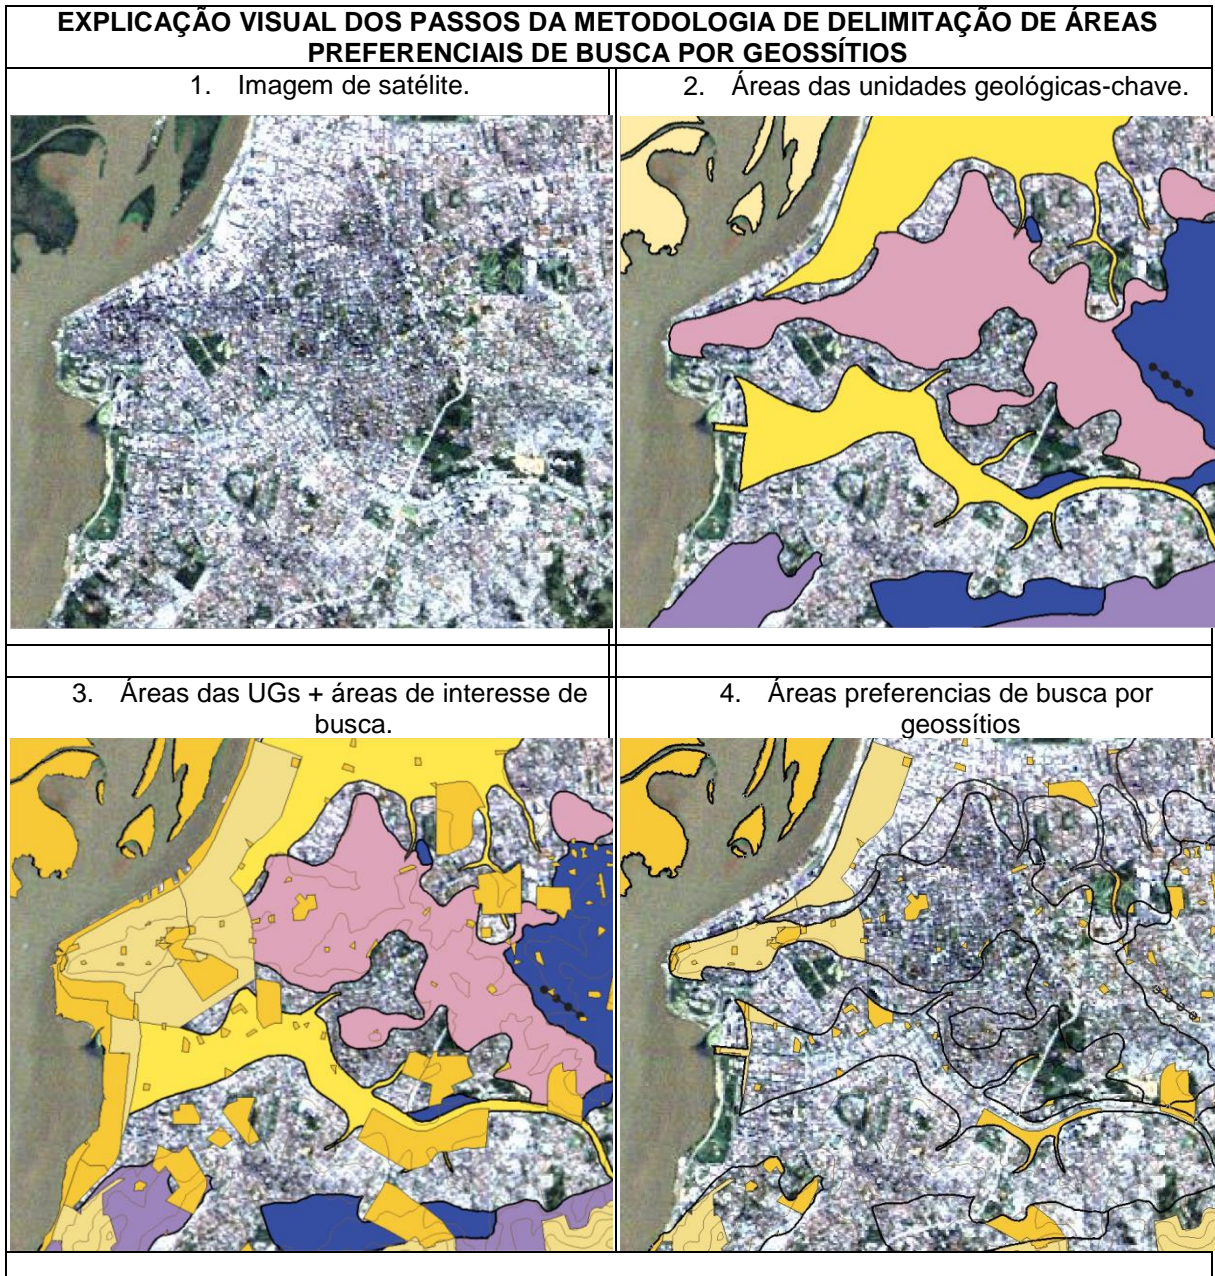 EXPLICAÇÃO VISUAL DOS PASSOS DA METODOLOGIA DE DELIMITAÇÃO DE ÁREAS
PREFERENCIAIS DE BUSCA POR GEOSSÍTIOS
1. Imagem de satélite.
2. Áreas das unidades geológicas-chave.
3. Áreas das UGs + áreas de interesse de
busca.
4. Áreas preferencias de busca por
geossítios